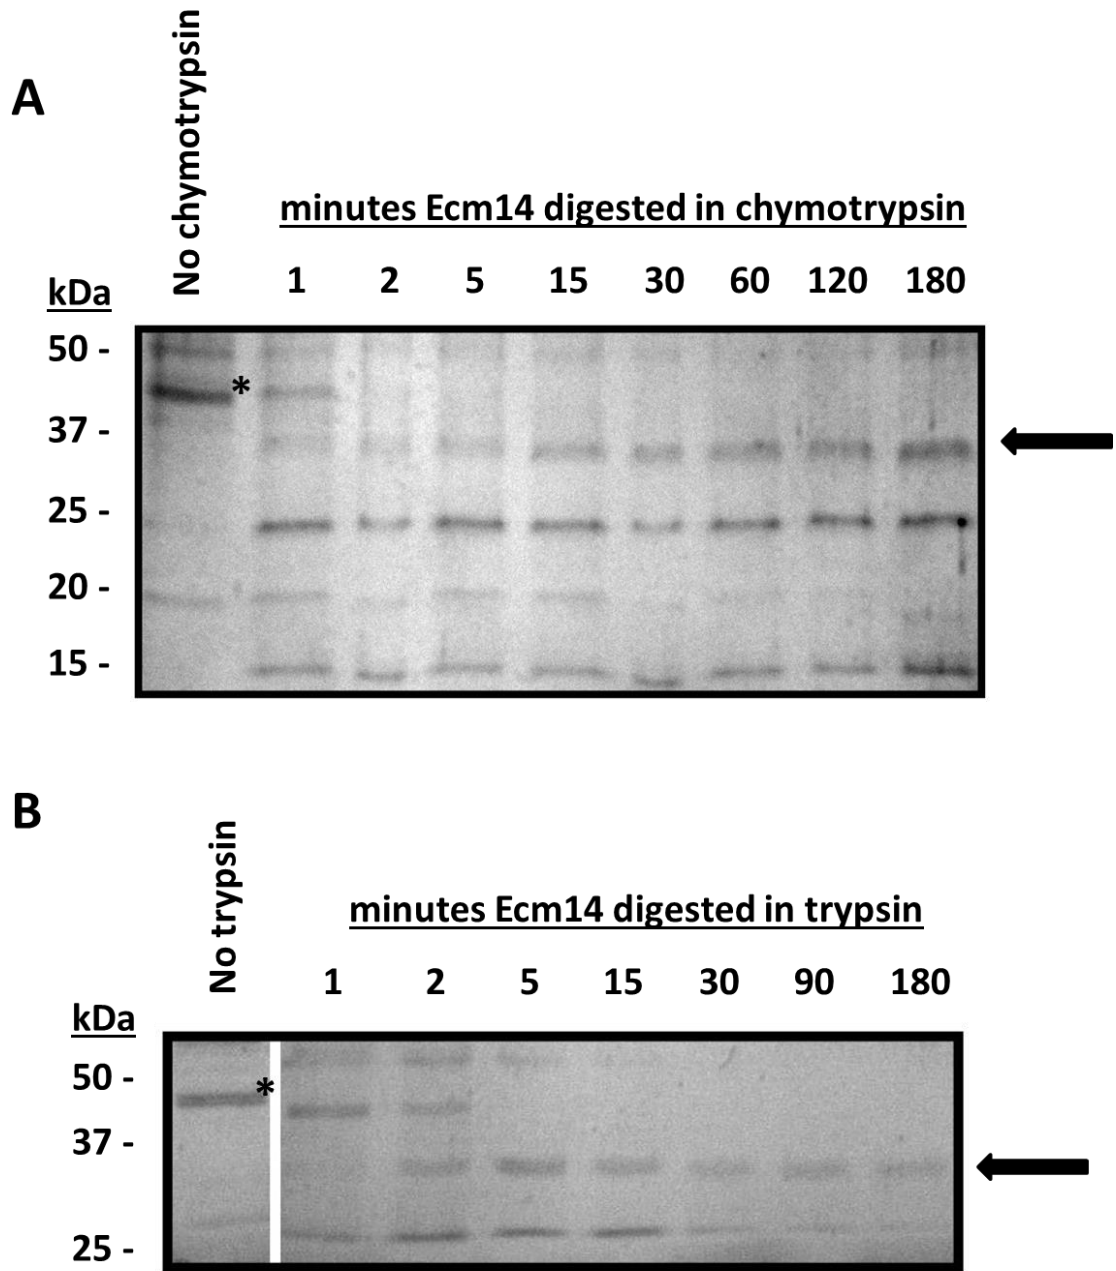 A
No chymotrypsin
minutes Ecm14 digested in chymotrypsin
kDa
1 2 5 15 30 60 120 180
50 -
*
37 -
25 -
20 -
15 -
B
No trypsin
minutes Ecm14 digested in trypsin
kDa
1 2 5 15 30 90 180
50 -
*
37 -
25 -